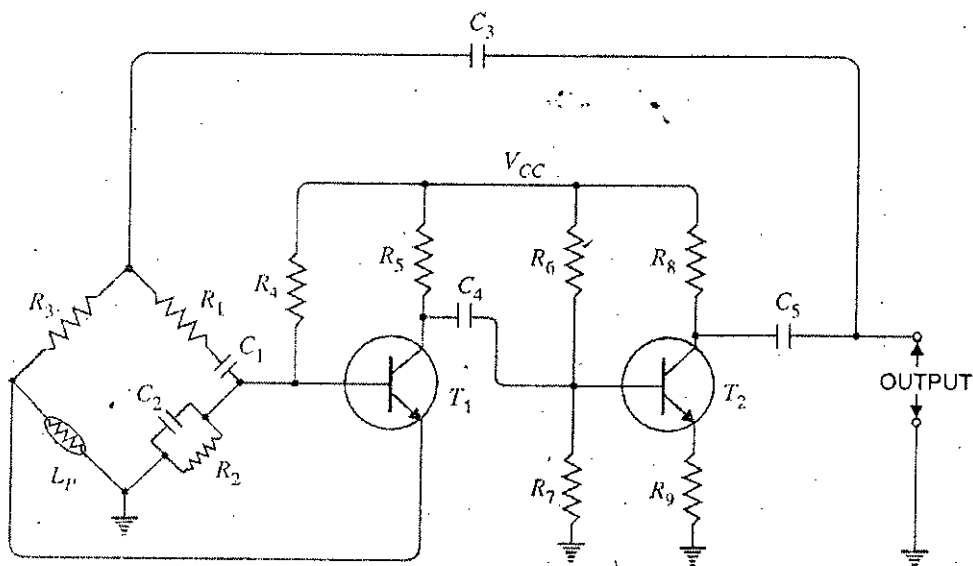 C3
VCC
R3
R1
C1
C2
R2
LP
R4
R5
C4
T1
R6
R7
R8
C5
T2
R9
OUTPUT